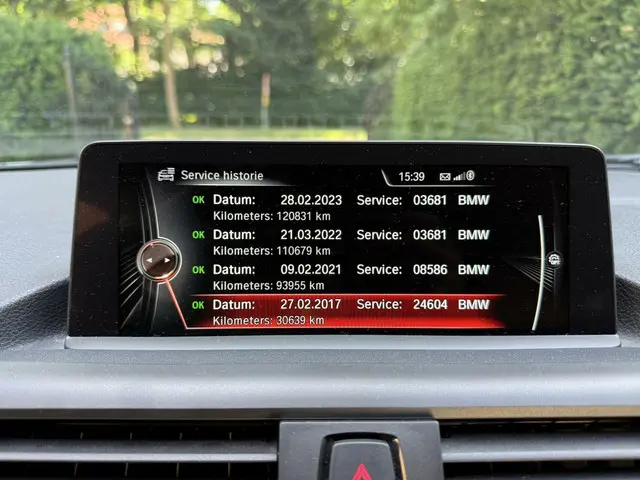 Service historie 15:39
OK Datum: 28.02.2023 Service: 03681 BMW
Kilometers: 120831 km
OK Datum: 21.03.2022 Service: 03681 BMW
Kilometers: 110679 km
OK Datum: 09.02.2021 Service: 08586 BMW
Kilometers: 93955 km
OK Datum: 27.02.2017 Service: 24604 BMW
Kilometers: 30639 km